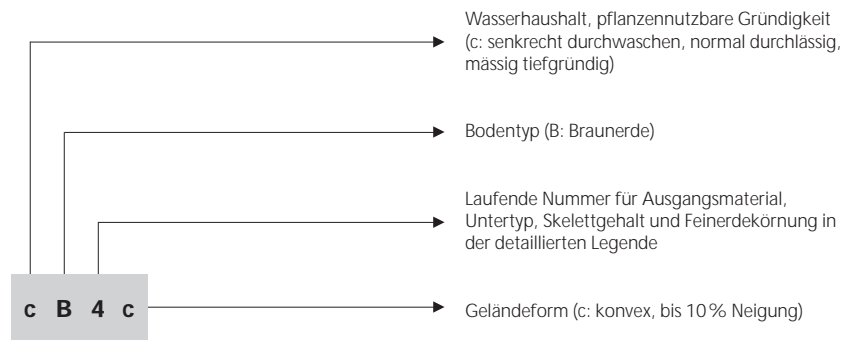 Wasserhaushalt, pflanzennutzbare Gründigkeit
(c: senkrecht durchwaschen, normal durchlässig,
mässig tiefgründig)
Bodentyp (B: Braunerde)
Laufende Nummer für Ausgangsmaterial,
Untertyp, Skelettgehalt und Feinerdekörnung in
der detaillierten Legende
c B 4 c
Geländeform (c: konvex, bis 10 % Neigung)